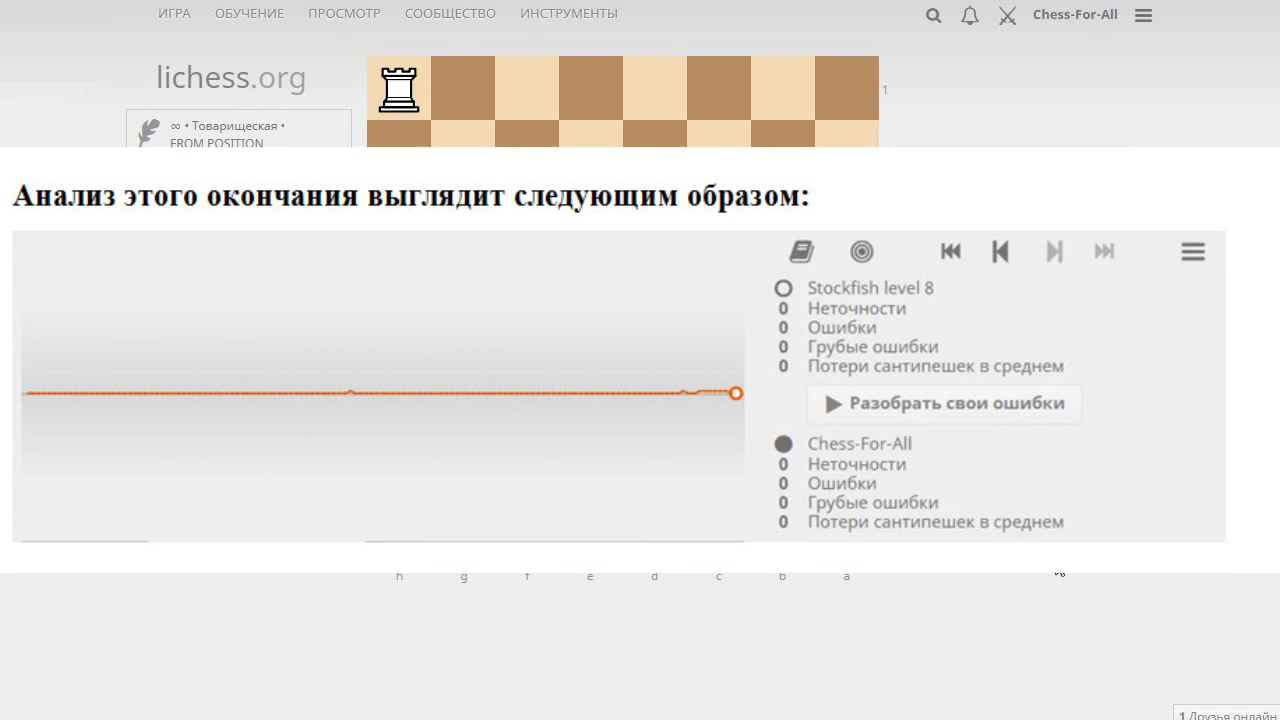 ИГРА ОБУЧЕНИЕ ПРОСМОТР СООБЩЕСТВО ИНСТРУМЕНТЫ Chess-For-All
lichess.org
1
∞ • Товарищеская •
FROM POSITION
Анализ этого окончания выглядит следующим образом:
Stockfish level 8
0 Неточности
0 Ошибки
0 Грубые ошибки
0 Потери сантипешек в среднем
Разобрать свои ошибки
Chess-For-All
0 Неточности
0 Ошибки
0 Грубые ошибки
0 Потери сантипешек в среднем
h g f e d c b a
1 Друзья онлайн